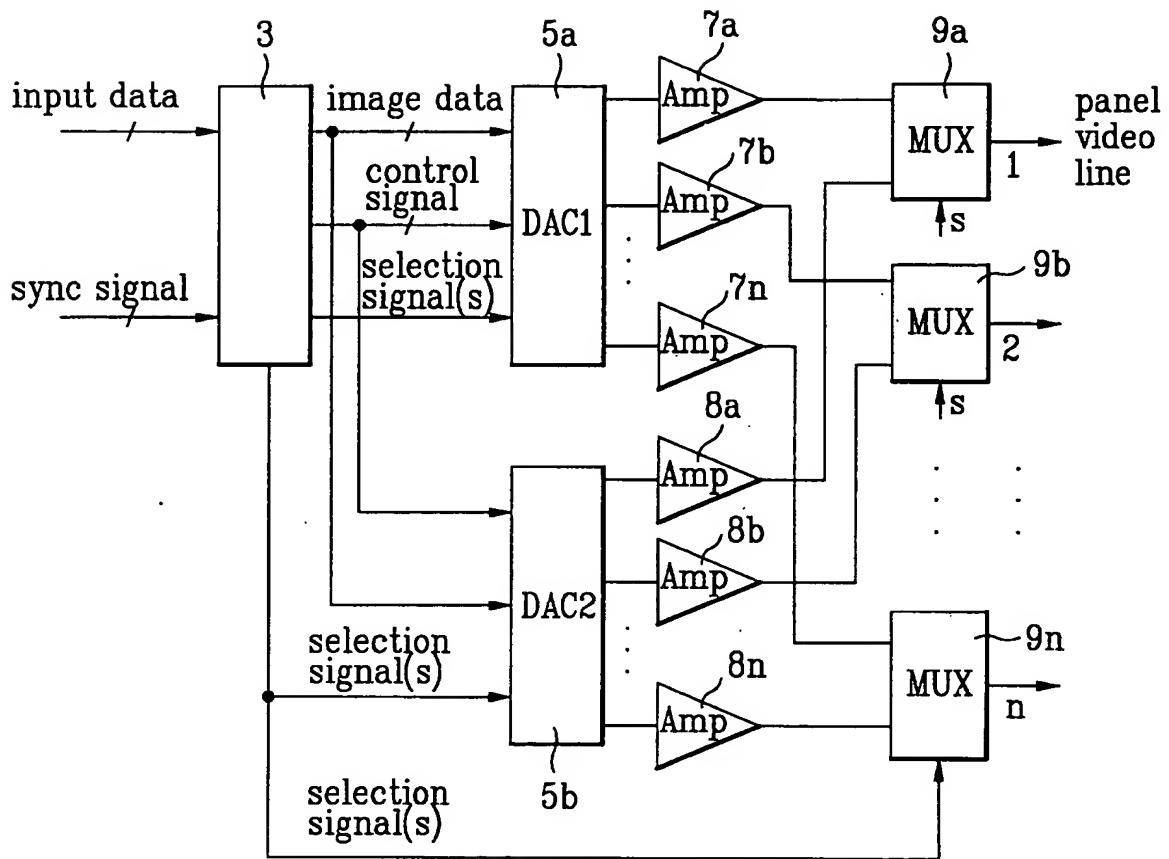 3
5a
7a
9a
input data
image data
Amp
MUX
panel
video
line
1
7b
control
signal
DAC1
Amp
s
selection
signal(s)
sync signal
7n
9b
Amp
MUX
2
s
8a
Amp
8b
DAC2
Amp
selection
signal(s)
8n
9n
MUX
n
Amp
5b
selection
signal(s)